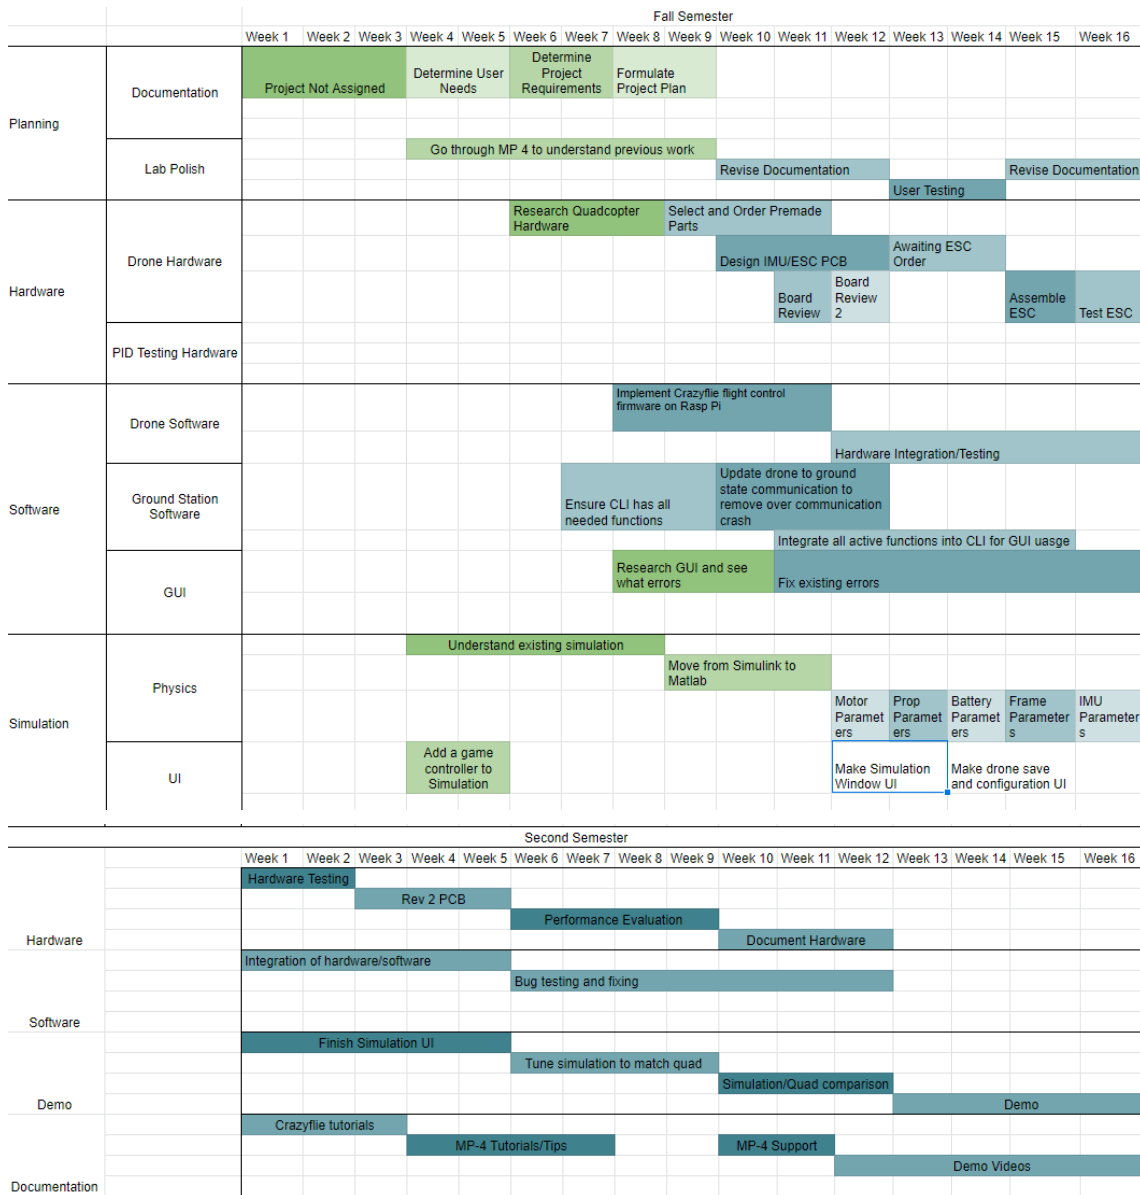 Fall Semester
Week 1 Week 2 Week 3 Week 4 Week 5 Week 6 Week 7 Week 8 Week 9 Week 10 Week 11 Week 12 Week 13 Week 14 Week 15 Week 16
Planning
Documentation
Project Not Assigned
Determine User
Needs
Determine
Project
Requirements
Formulate
Project Plan
Lab Polish
Go through MP 4 to understand previous work
Revise Documentation
Revise Documentation
User Testing
Hardware
Drone Hardware
Research Quadcopter
Hardware
Select and Order Premade
Parts
Design IMU/ESC PCB
Awaiting ESC
Order
Board
Review
Board
Review
2
Assemble
ESC
Test ESC
PID Testing Hardware
Software
Drone Software
Implement Crazyflie flight control
firmware on Rasp Pi
Hardware Integration/Testing
Ground Station
Software
Ensure CLI has all
needed functions
Update drone to ground
state communication to
remove over communication
crash
Integrate all active functions into CLI for GUI uasge
GUI
Research GUI and see
what errors
Fix existing errors
Simulation
Physics
Understand existing simulation
Move from Simulink to
Matlab
Motor
Paramet
ers
Prop
Paramet
ers
Battery
Paramet
ers
Frame
Parameter
s
IMU
Parameter
s
UI
Add a game
controller to
Simulation
Make Simulation
Window UI
Make drone save
and configuration UI
Second Semester
Week 1 Week 2 Week 3 Week 4 Week 5 Week 6 Week 7 Week 8 Week 9 Week 10 Week 11 Week 12 Week 13 Week 14 Week 15 Week 16
Hardware Testing
Rev 2 PCB
Performance Evaluation
Hardware
Document Hardware
Integration of hardware/software
Bug testing and fixing
Software
Finish Simulation UI
Tune simulation to match quad
Simulation/Quad comparison
Demo
Demo
Crazyflie tutorials
MP-4 Tutorials/Tips
MP-4 Support
Demo Videos
Documentation